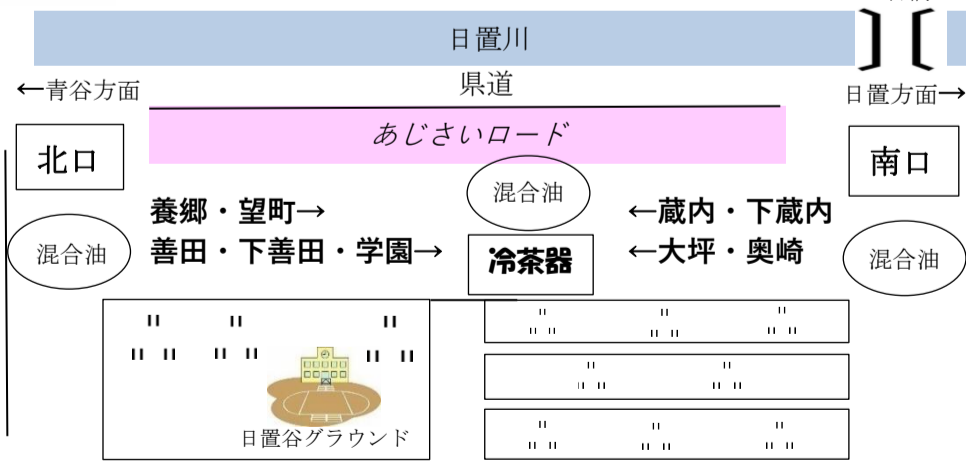 日置川
←青谷方面
県道
日置方面→
あじさいロード
北口
南口
混合油
養郷・望町→
←蔵内・下蔵内
混合油
善田・下善田・学園→
冷茶器
←大坪・奥崎
混合油
日置谷グラウンド